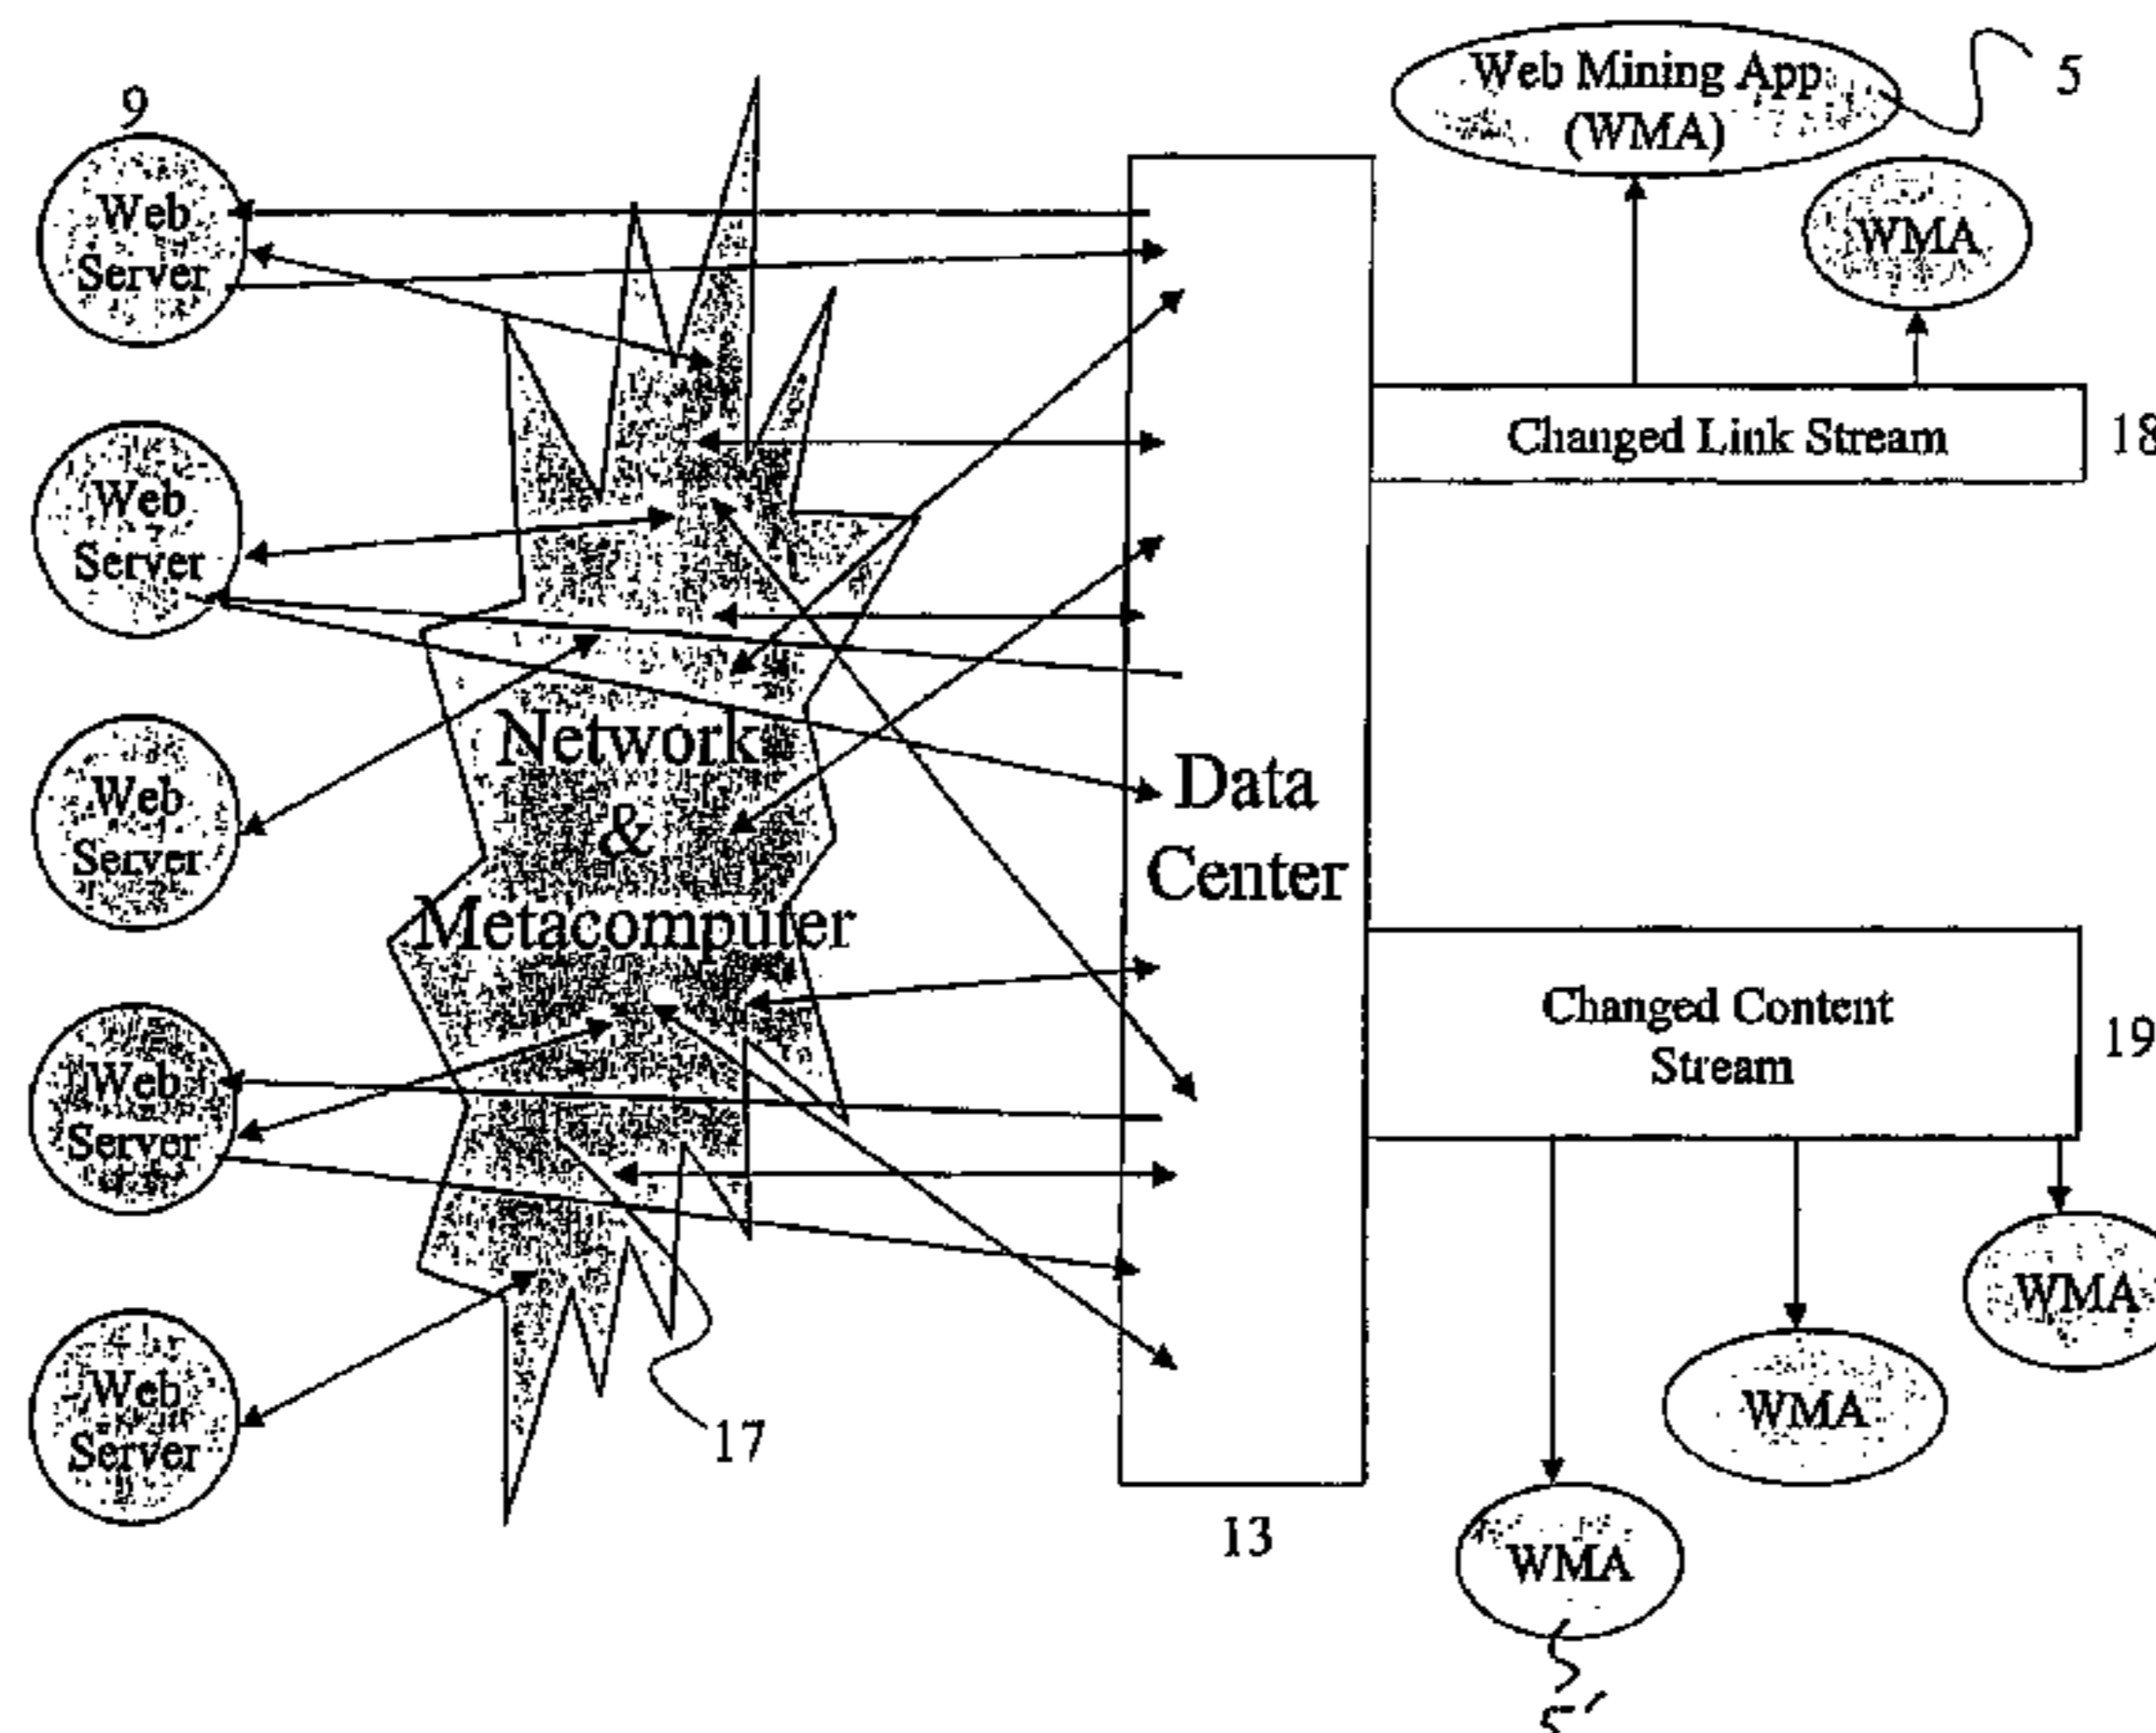 9
Web
Server
Web
Server
Web
Server
Web
Server
Web
Server
Network
&
Metacomputer
17
Data
Center
13
Web Mining App
(WMA)
5
WMA
Changed Link Stream
18
Changed Content
Stream
19
WMA
WMA
WMA